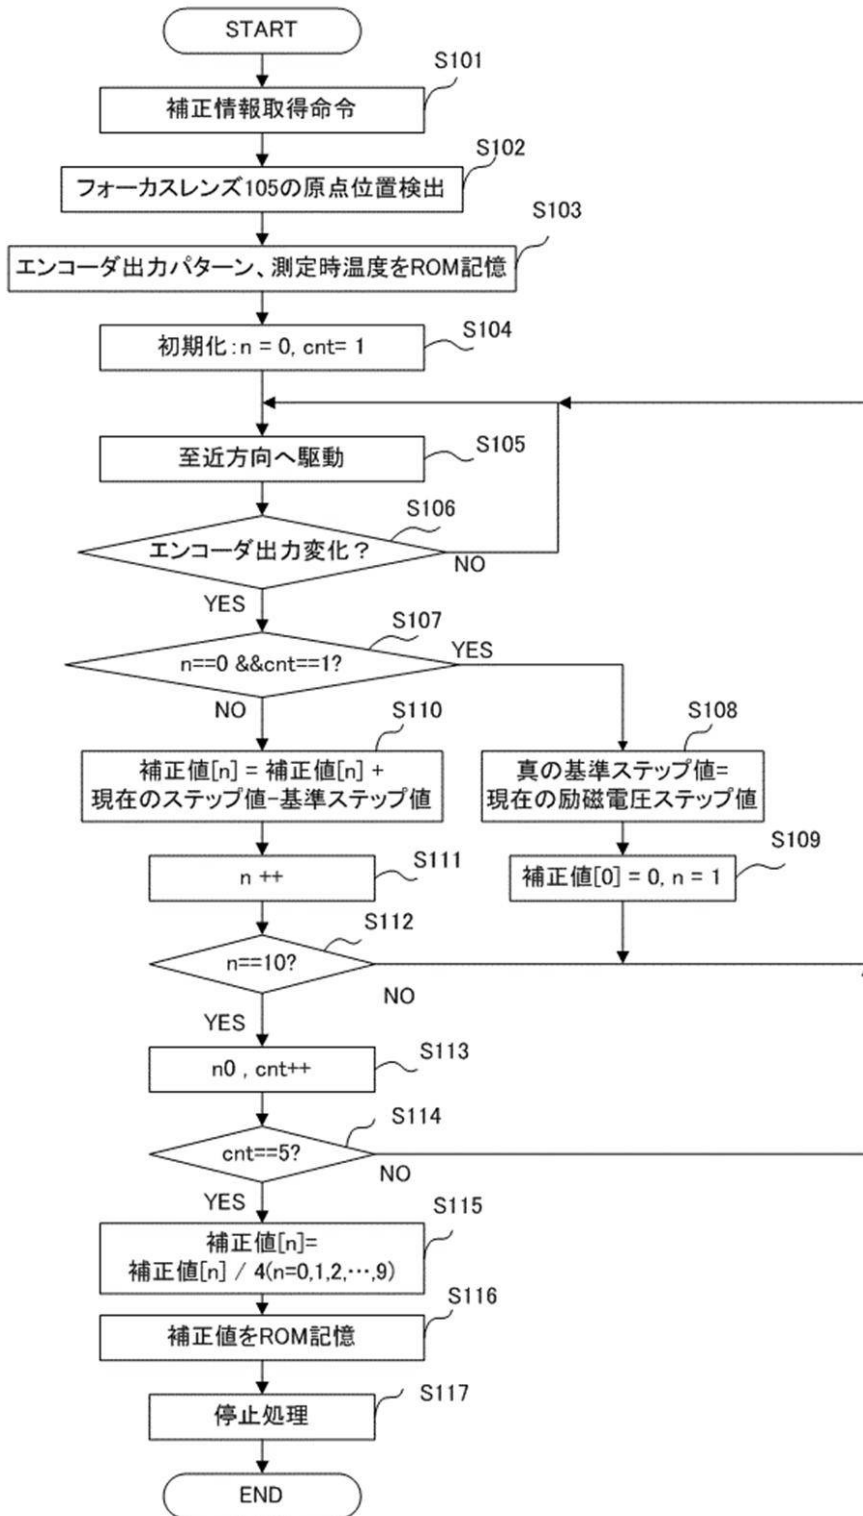 START
S101
補正情報取得命令
S102
フォーカスレンズ105の原点位置検出
S103
エンコーダ出力パターン、測定時温度をROM記憶
S104
初期化:n = 0, cnt= 1
S105
至近方向へ駆動
S106
エンコーダ出力変化？
NO
YES
S107
n==0 &&cnt==1?
YES
NO
S110
補正値[n] = 補正値[n] +
現在のステップ値-基準ステップ値
S108
真の基準ステップ値=
現在の励磁電圧ステップ値
S111
n ++
S109
補正値[0] = 0, n = 1
S112
n==10?
NO
YES
S113
n0 , cnt++
S114
cnt==5?
NO
YES
S115
補正値[n]=
補正値[n] / 4(n=0,1,2,…,9)
S116
補正値をROM記憶
S117
停止処理
END